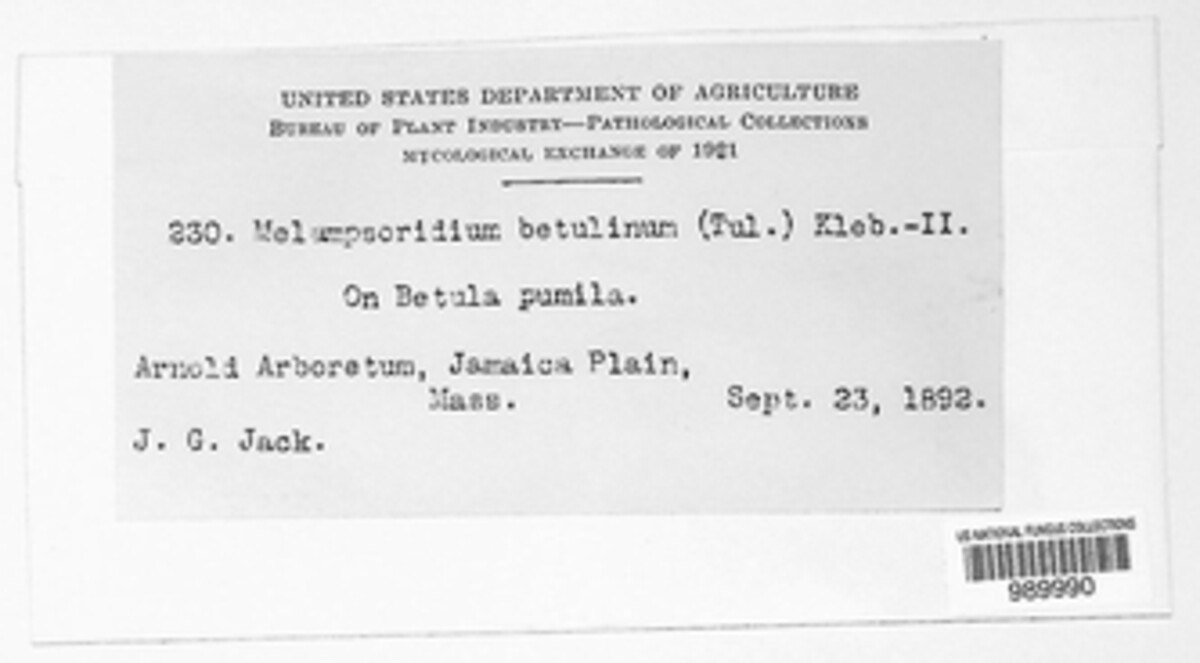 UNITED STATES DEPARTMENT OF AGRICULTURE
BUREAU OF PLANT INDUSTRY—PATHOLOGICAL COLLECTIONS
MYCOLOGICAL EXCHANGE OF 1921
230. Melampsoridium betulinum (Tul.) Kleb.-II.
On Betula pumila.
Arnold Arboretum, Jamaica Plain,
Mass. Sept. 23, 1892.
J. G. Jack.
US NATIONAL FUNGUS COLLECTIONS
989990